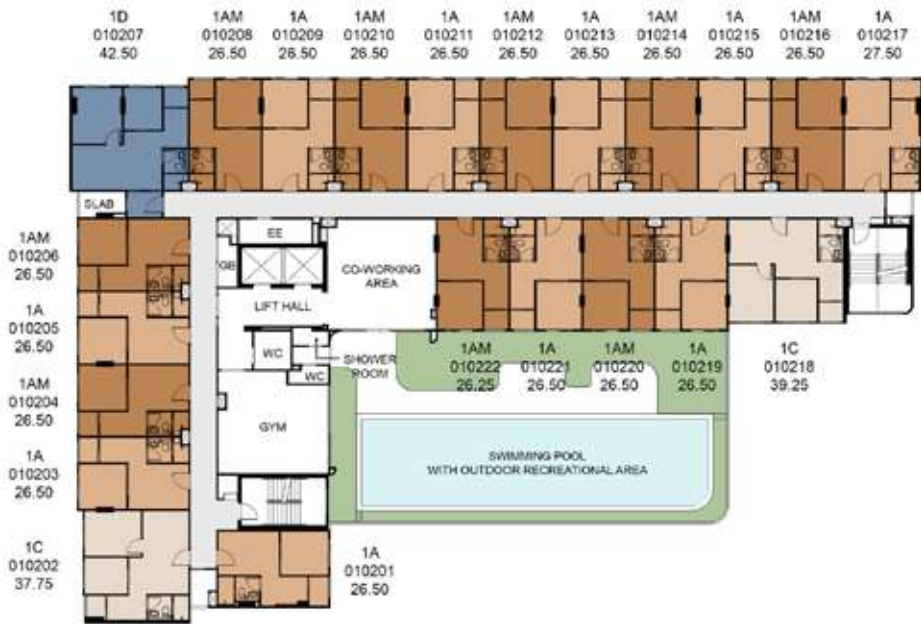 1D
010207
42.50
1AM
010208
26.50
1A
010209
26.50
1AM
010210
26.50
1A
010211
26.50
1AM
010212
26.50
1A
010213
26.50
1AM
010214
26.50
1A
010215
26.50
1AM
010216
26.50
1A
010217
27.50
SLAB
1AM
010206
26.50
1A
010205
26.50
1AM
010204
26.50
1A
010203
26.50
1C
010202
37.75
EE
GB
CO-WORKING
AREA
LIFT HALL
WC
SHOWER
ROOM
WC
GYM
1AM
010222
26.25
1A
010221
26.50
1AM
010220
26.50
1A
010219
26.50
1C
010218
39.25
SWIMMING POOL
WITH OUTDOOR RECREATIONAL AREA
1A
010201
26.50